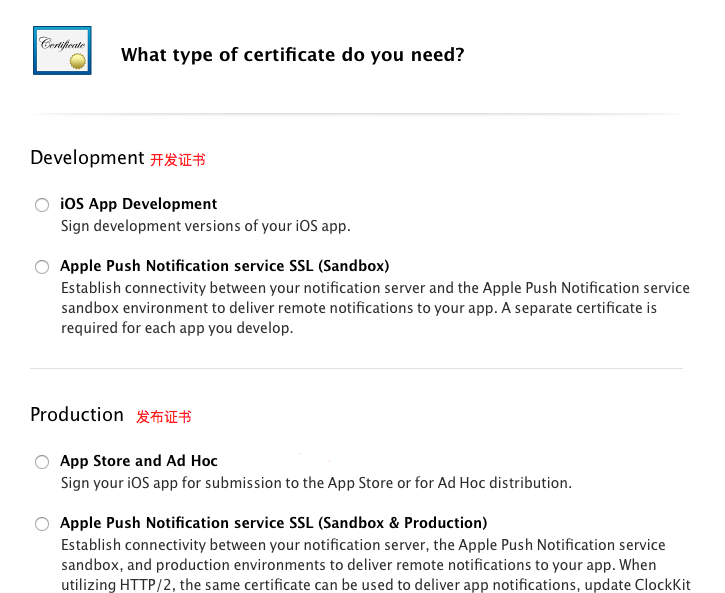 Certificate
What type of certificate do you need?
Development 开发证书
iOS App Development
Sign development versions of your iOS app.
Apple Push Notification service SSL (Sandbox)
Establish connectivity between your notification server and the Apple Push Notification service
sandbox environment to deliver remote notifications to your app. A separate certificate is
required for each app you develop.
Production 发布证书
App Store and Ad Hoc
Sign your iOS app for submission to the App Store or for Ad Hoc distribution.
Apple Push Notification service SSL (Sandbox & Production)
Establish connectivity between your notification server, the Apple Push Notification service
sandbox, and production environments to deliver remote notifications to your app. When
utilizing HTTP/2, the same certificate can be used to deliver app notifications, update ClockKit